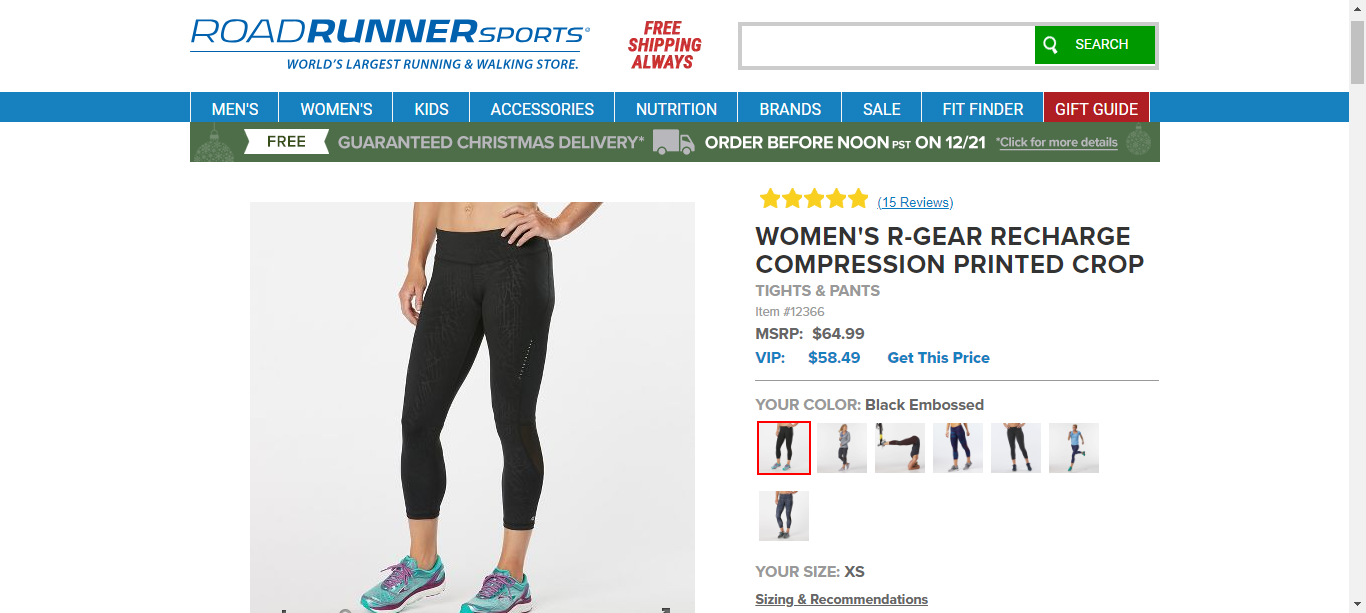 ROADRUNNERSPORTS®
WORLD'S LARGEST RUNNING & WALKING STORE.
FREE
SHIPPING
ALWAYS
SEARCH
MEN'S WOMEN'S KIDS ACCESSORIES NUTRITION BRANDS SALE FIT FINDER GIFT GUIDE
FREE GUARANTEED CHRISTMAS DELIVERY* ORDER BEFORE NOON PST ON 12/21 *Click for more details
(15 Reviews)
WOMEN'S R-GEAR RECHARGE
COMPRESSION PRINTED CROP
TIGHTS & PANTS
Item #12366
MSRP: $64.99
VIP: $58.49 Get This Price
YOUR COLOR: Black Embossed
YOUR SIZE: XS
Sizing & Recommendations